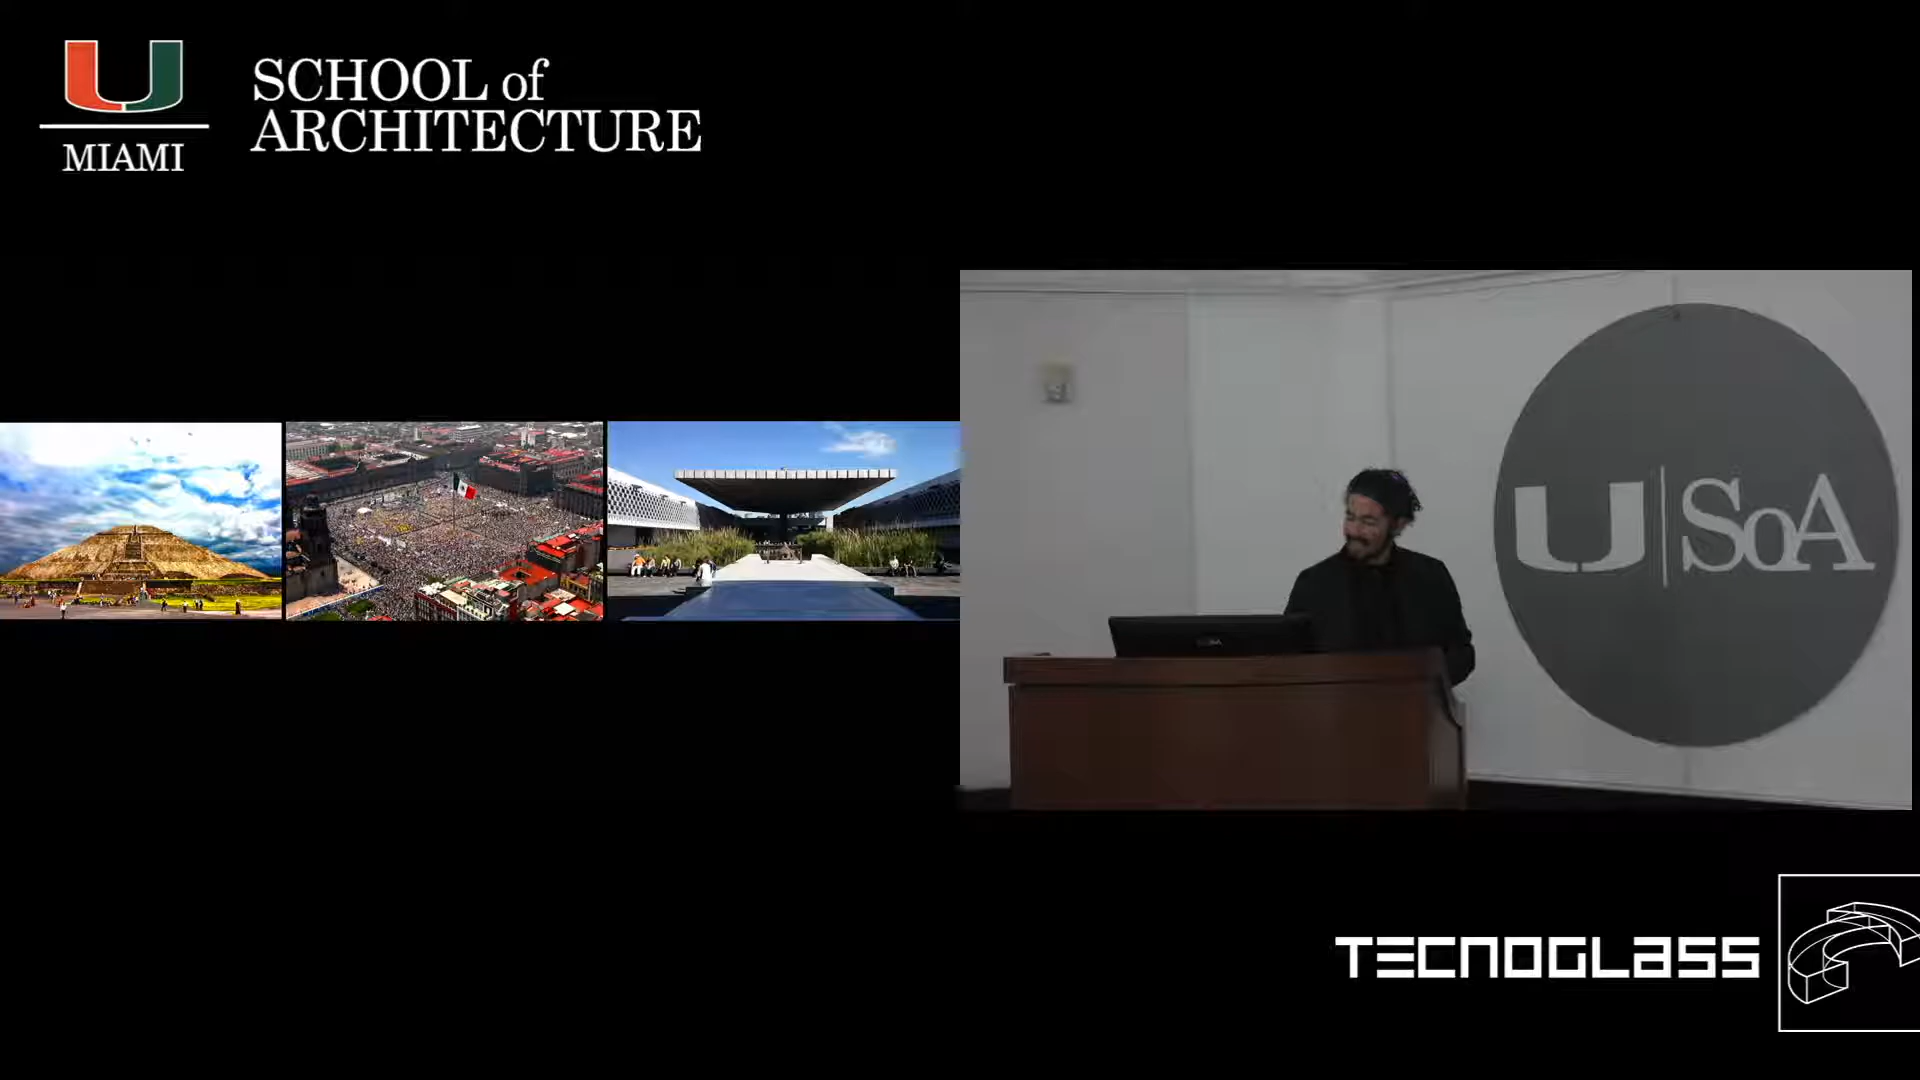 SCHOOL of
ARCHITECTURE
MIAMI
U SoA
TECNOGLASS